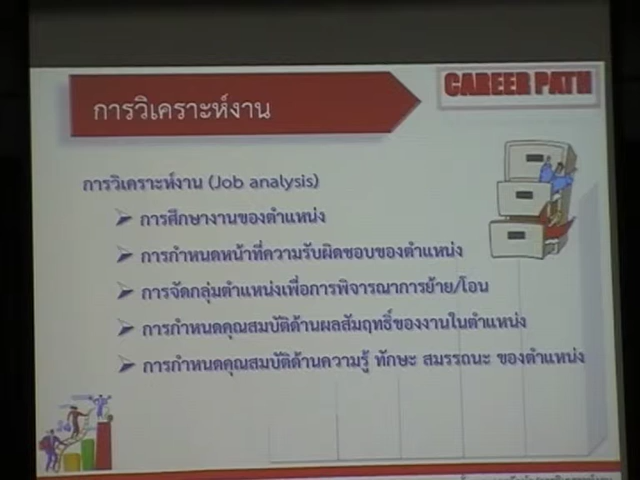 การวิเคราะห์งาน
CAREER PATH
การวิเคราะห์งาน (Job analysis)
การศึกษางานของตำแหน่ง
การกำหนดหน้าที่ความรับผิดชอบของตำแหน่ง
การจัดกลุ่มตำแหน่งเพื่อการพิจารณาการย้าย/โอน
การกำหนดคุณสมบัติด้านผลสัมฤทธิ์ของงานในตำแหน่ง
การกำหนดคุณสมบัติด้านความรู้ ทักษะ สมรรถนะ ของตำแหน่ง